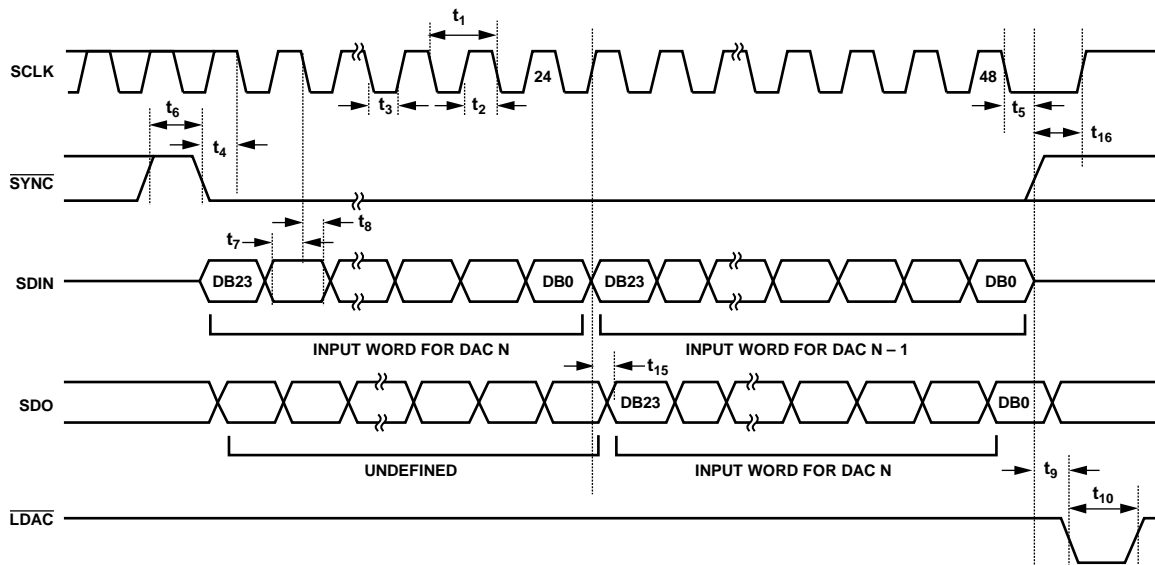 t1
SCLK
24
48
t3
t2
t5
t6
t16
t4
SYNC
t8
t7
SDIN
DB23
DB0
DB23
DB0
INPUT WORD FOR DAC N
INPUT WORD FOR DAC N – 1
t15
SDO
DB23
DB0
UNDEFINED
INPUT WORD FOR DAC N
t9
t10
LDAC